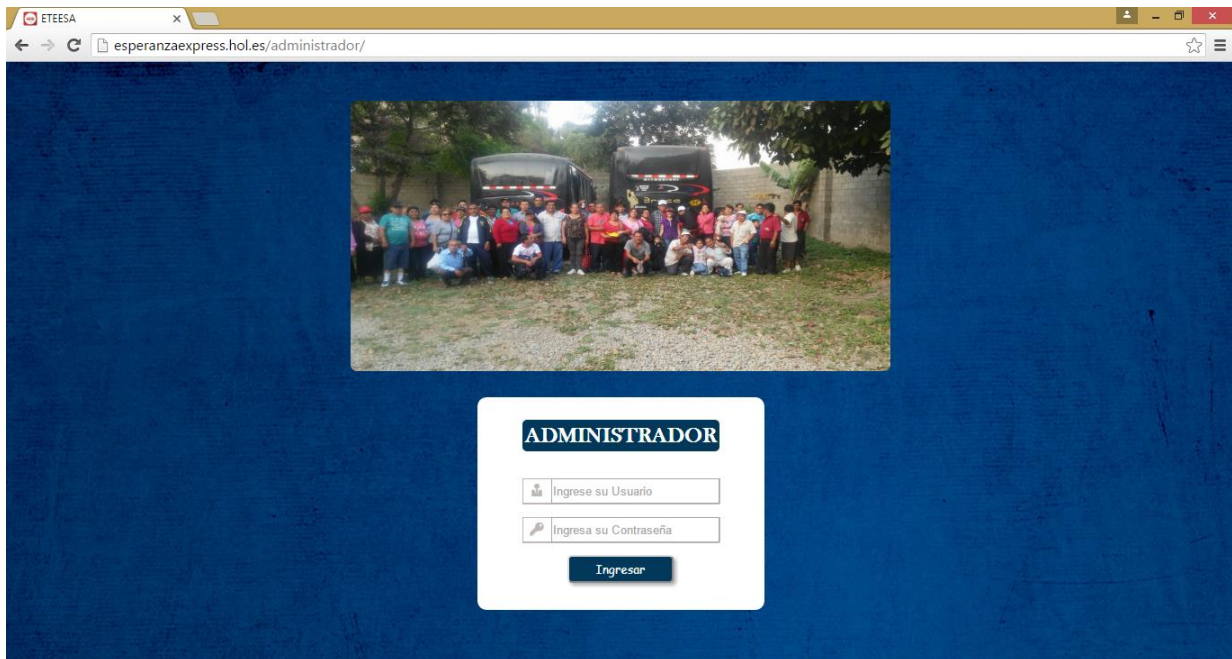 ETEESA
esperanzaexpress.hol.es/administrador/
ADMINISTRADOR
Ingrese su Usuario
Ingresa su Contraseña
Ingresar